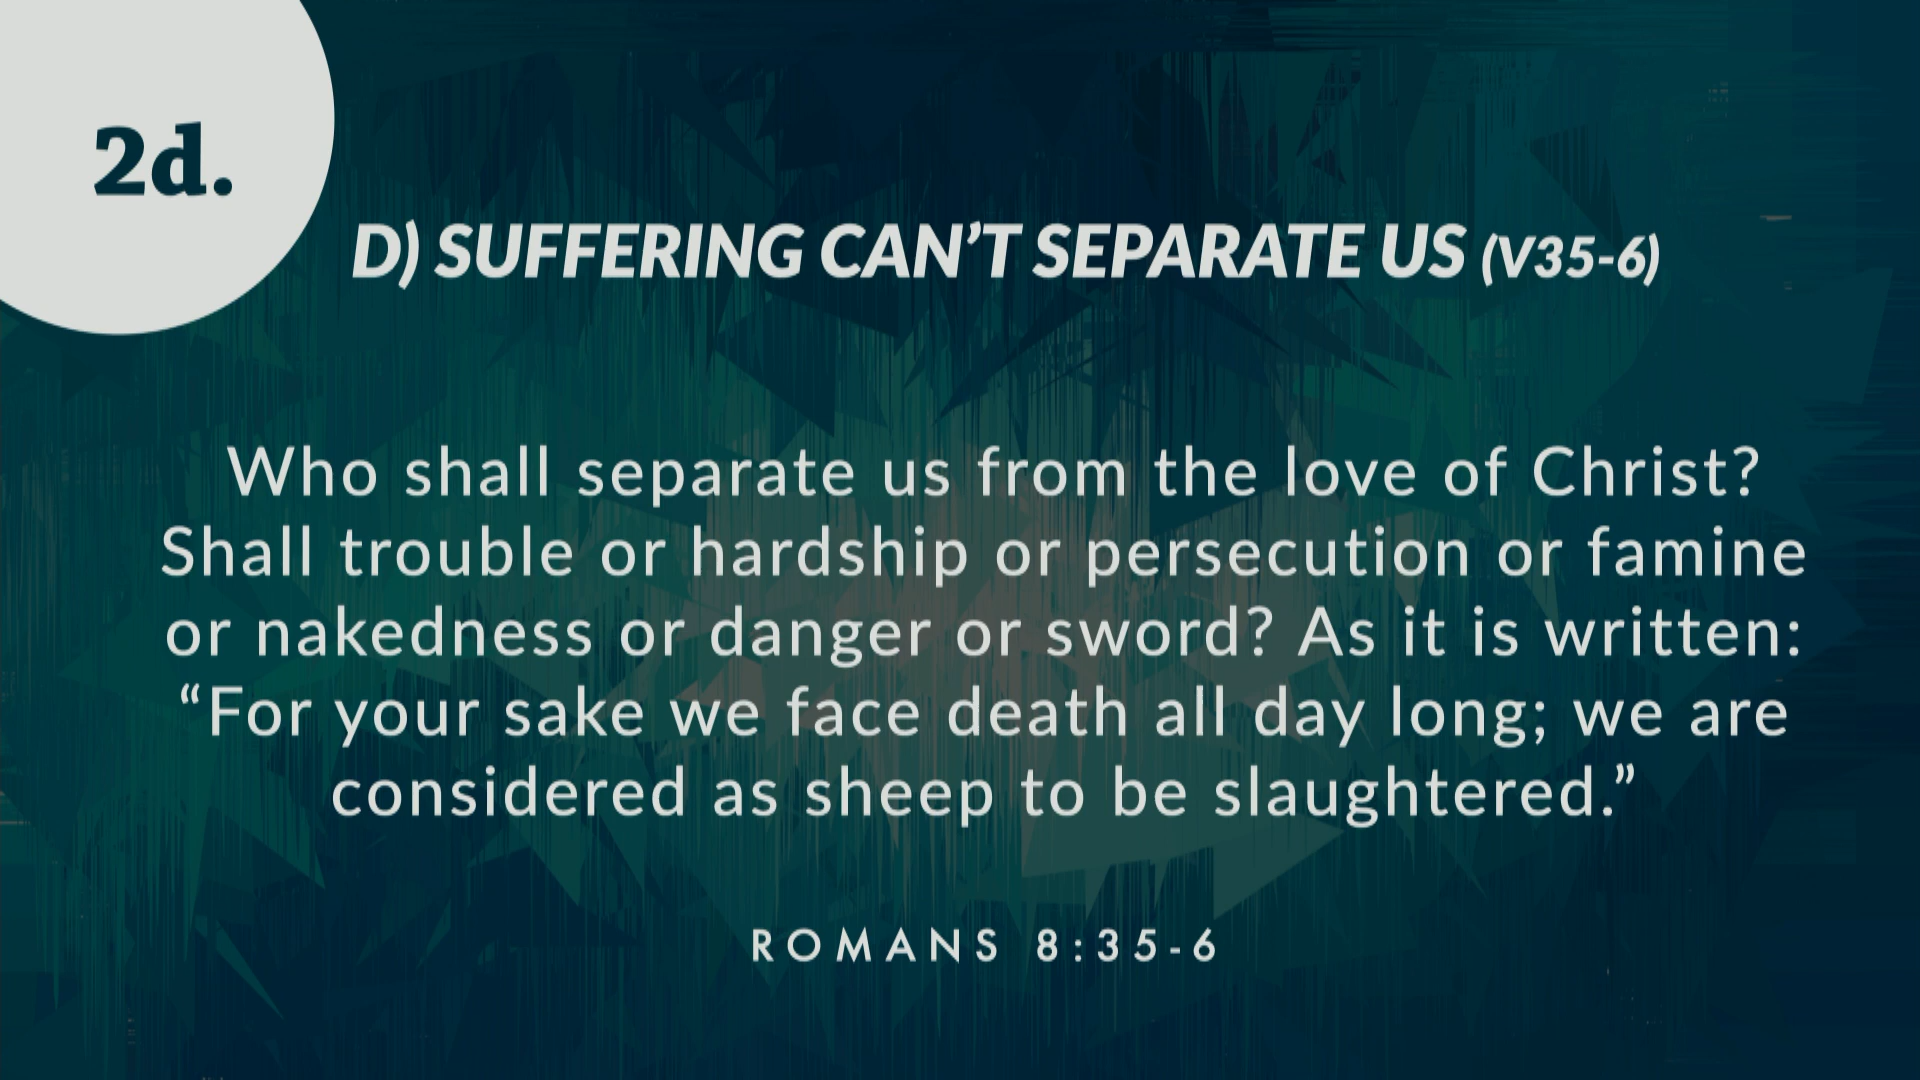 2d.
D) SUFFERING CAN’T SEPARATE US (V35-6)
Who shall separate us from the love of Christ?
Shall trouble or hardship or persecution or famine
or nakedness or danger or sword? As it is written:
“For your sake we face death all day long; we are
considered as sheep to be slaughtered.”
ROMANS 8:35-6